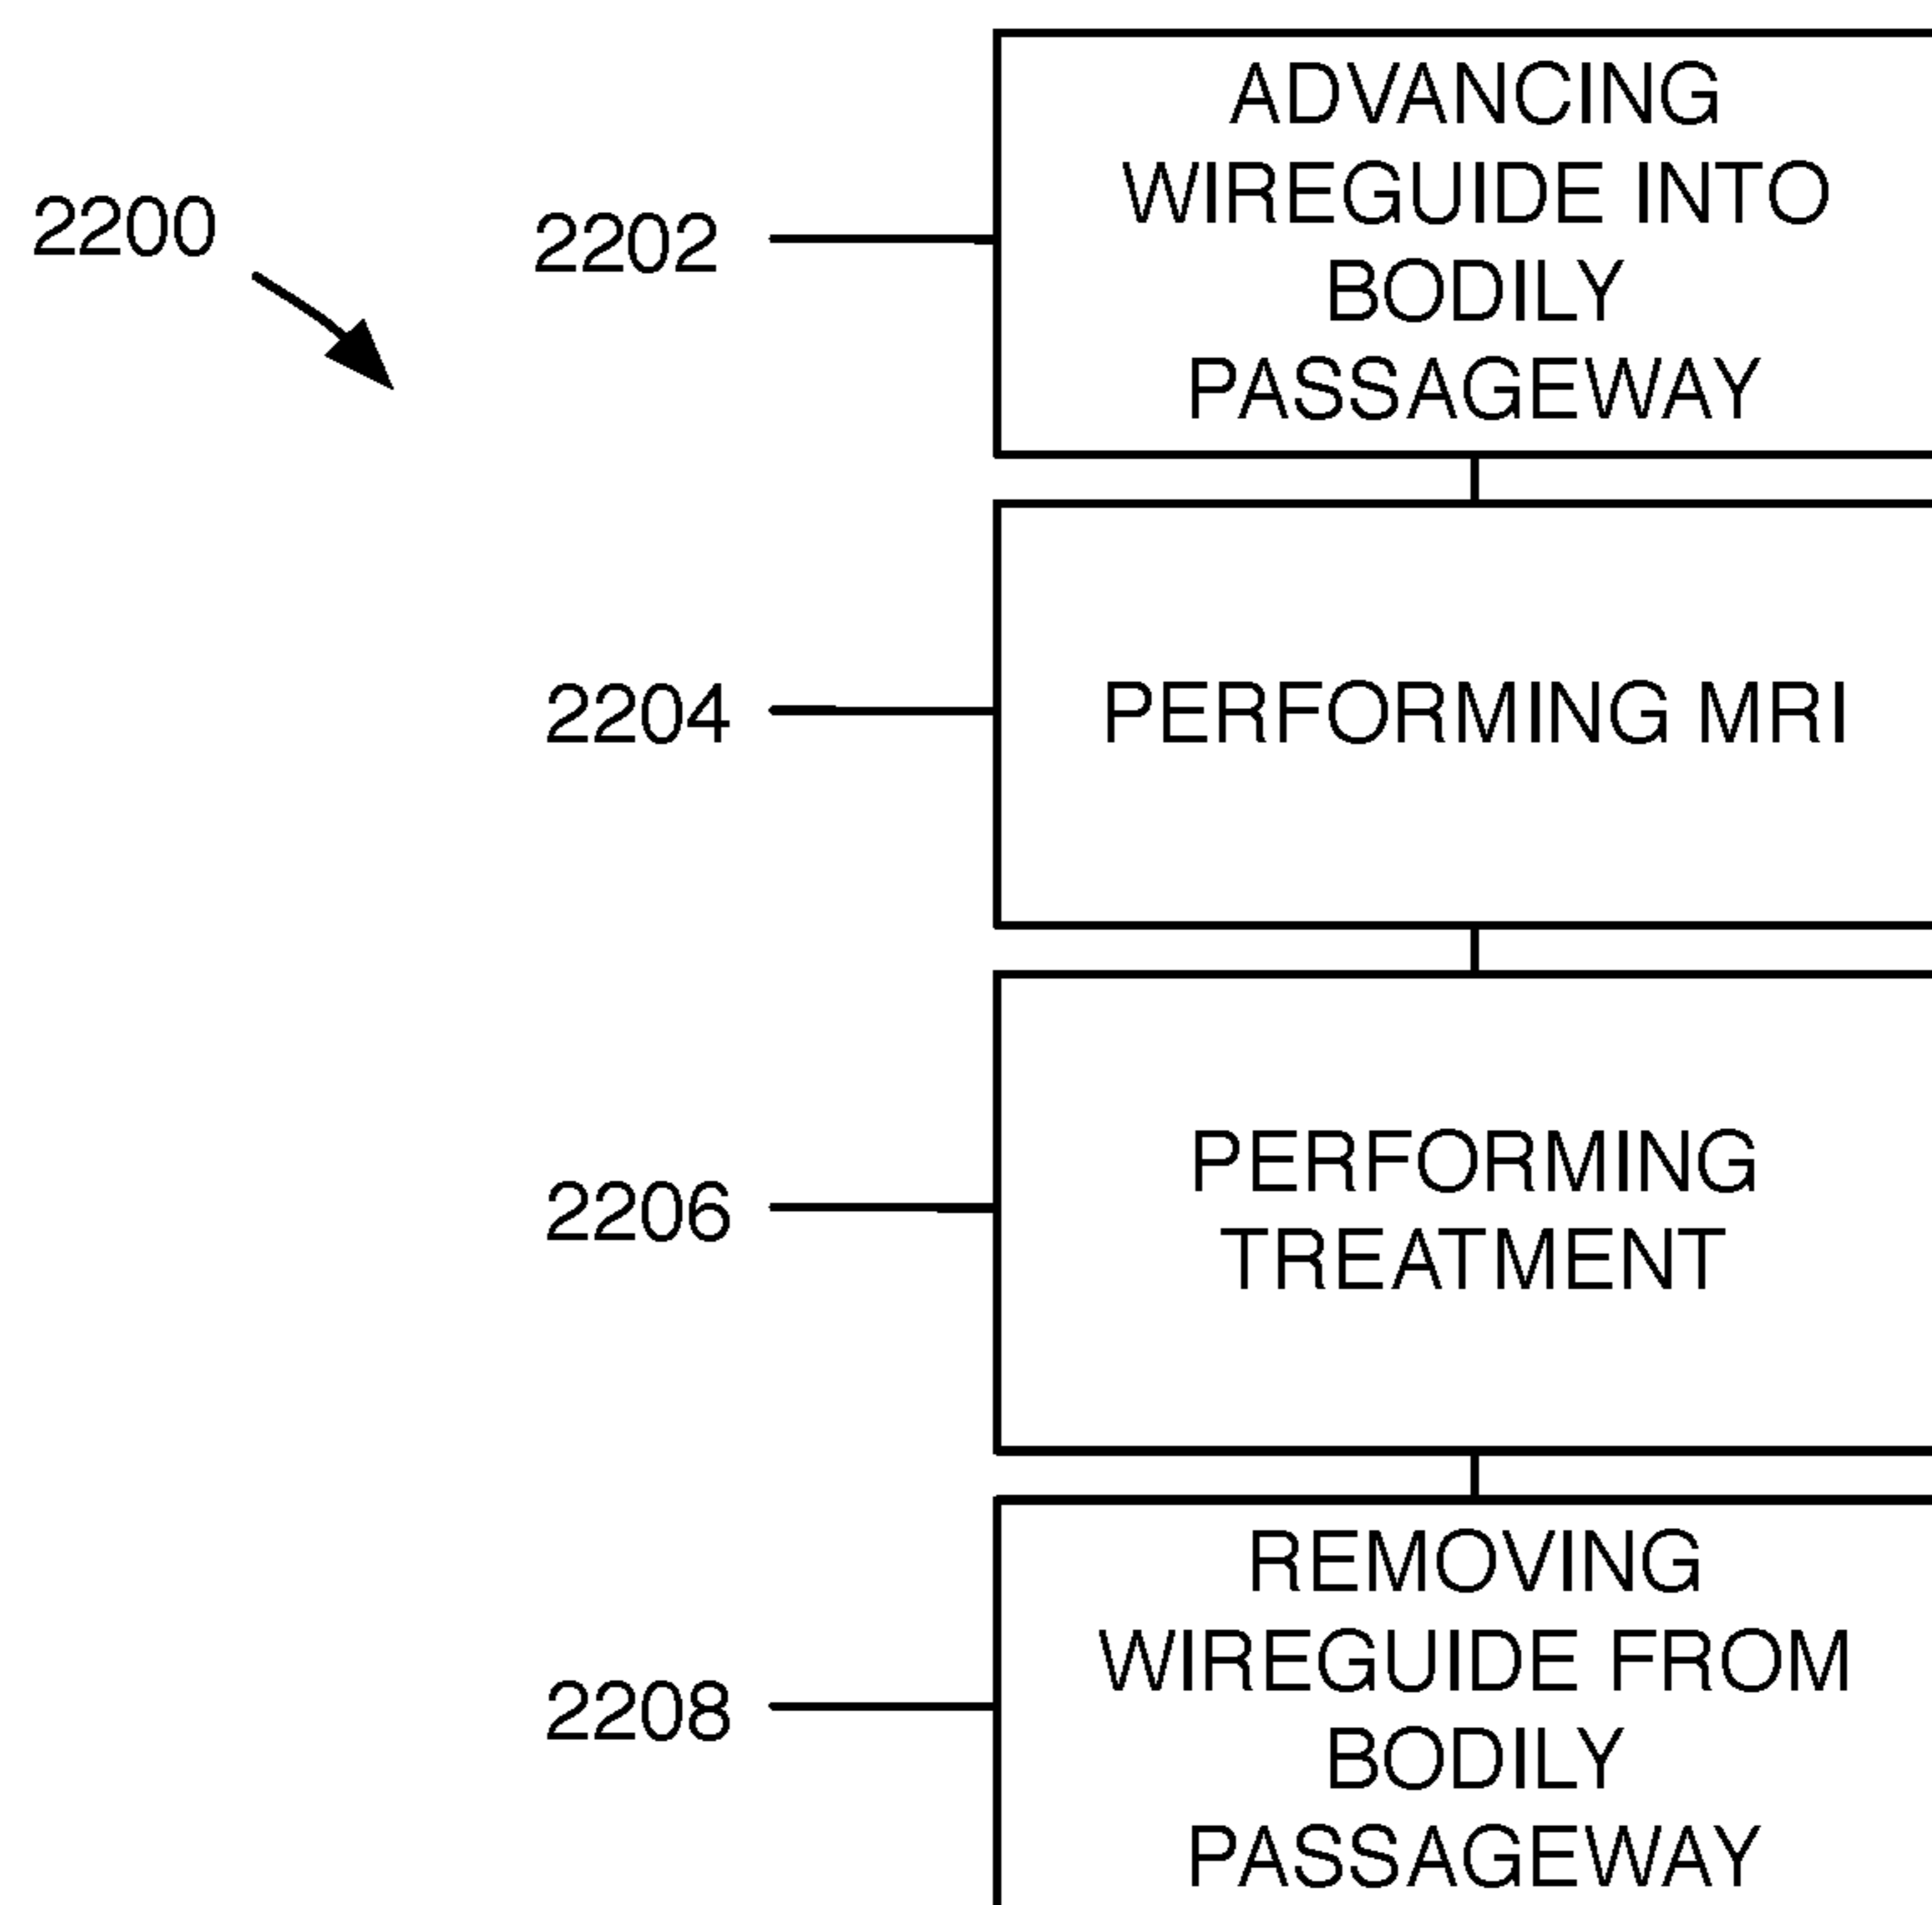 2200
2202
ADVANCING
WIREGUIDE INTO
BODILY
PASSAGEWAY
2204
PERFORMING MRI
2206
PERFORMING
TREATMENT
2208
REMOVING
WIREGUIDE FROM
BODILY
PASSAGEWAY